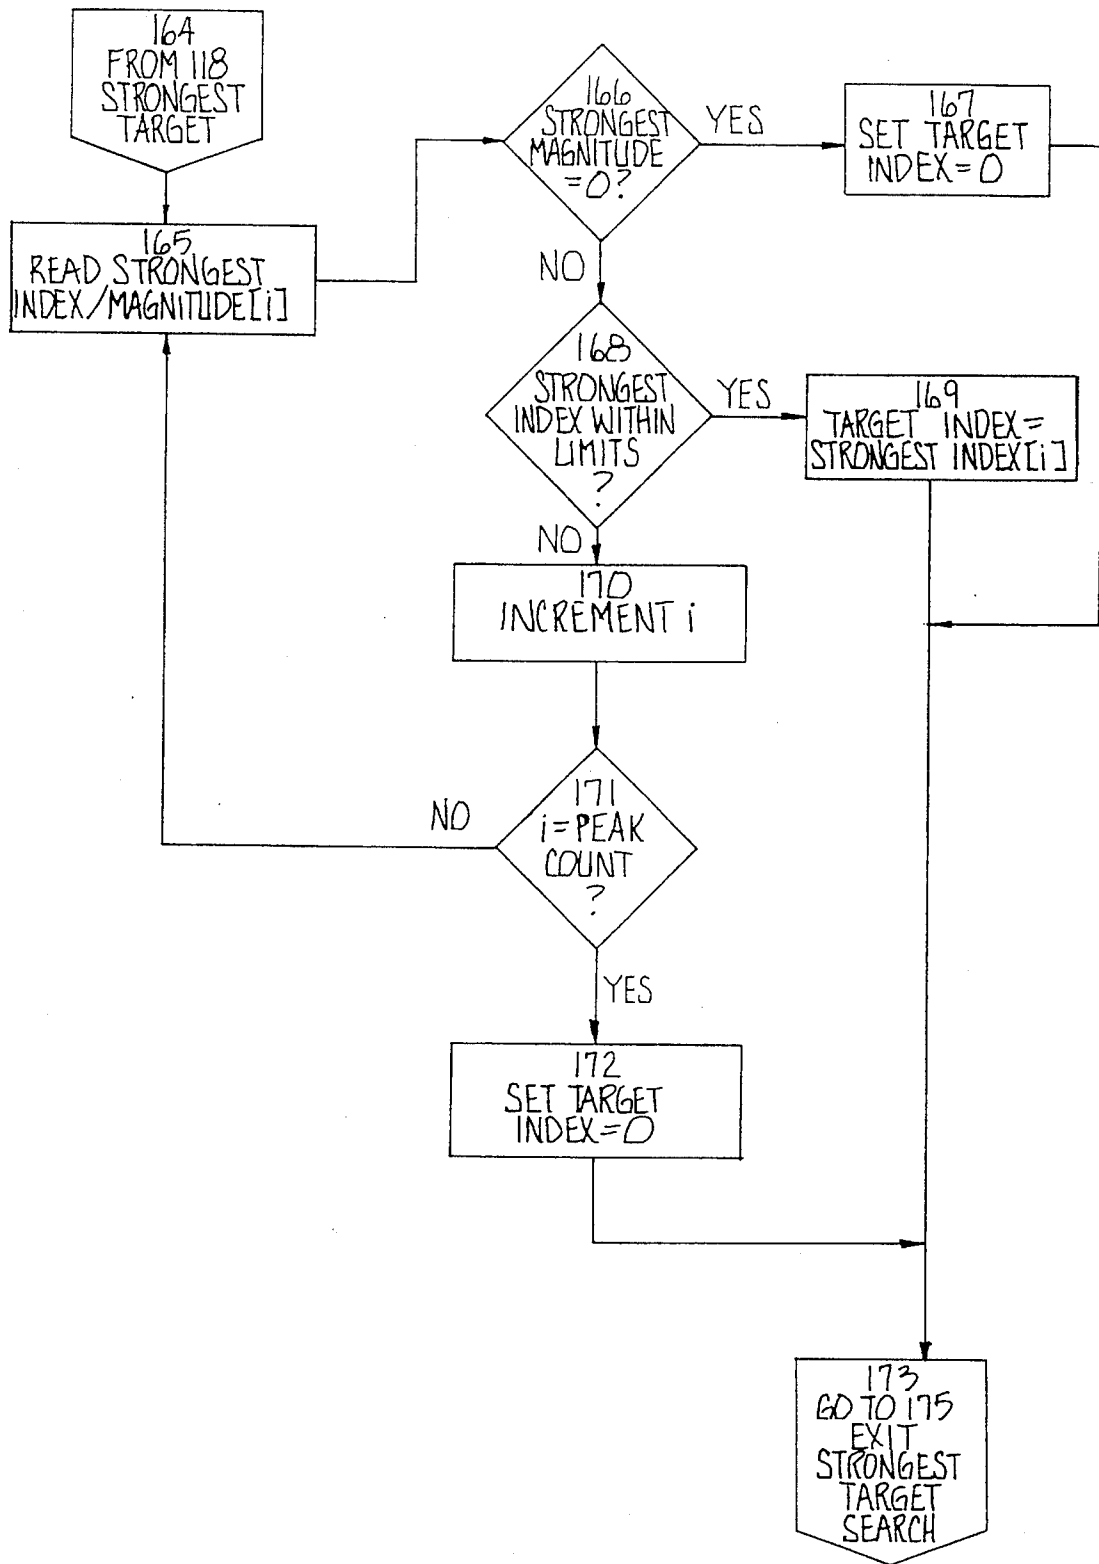 164
FROM 118
STRONGEST
TARGET
165
READ STRONGEST
INDEX/MAGNITUDE[i]
166
STRONGEST
MAGNITUDE
=0?
YES
167
SET TARGET
INDEX=0
NO
168
STRONGEST
INDEX WITHIN
LIMITS
?
YES
169
TARGET INDEX=
STRONGEST INDEX[i]
NO
170
INCREMENT i
171
i=PEAK
COUNT
?
NO
YES
172
SET TARGET
INDEX=0
173
GO TO 175
EXIT
STRONGEST
TARGET
SEARCH